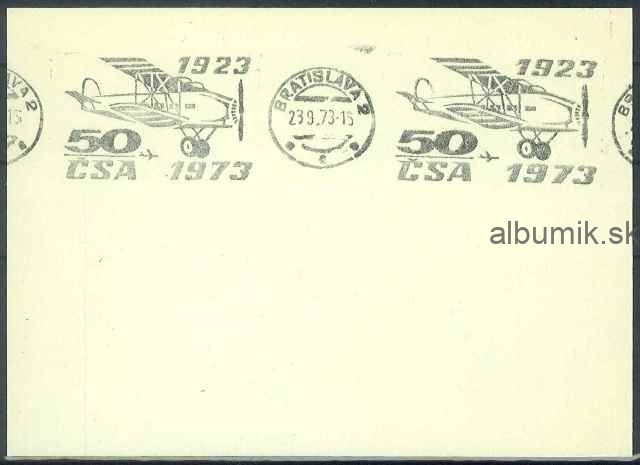 1923
50
ČSA 1973
BRATISLAVA 2
23.9.73-15
e
1923
50
ČSA 1973
albumik.sk